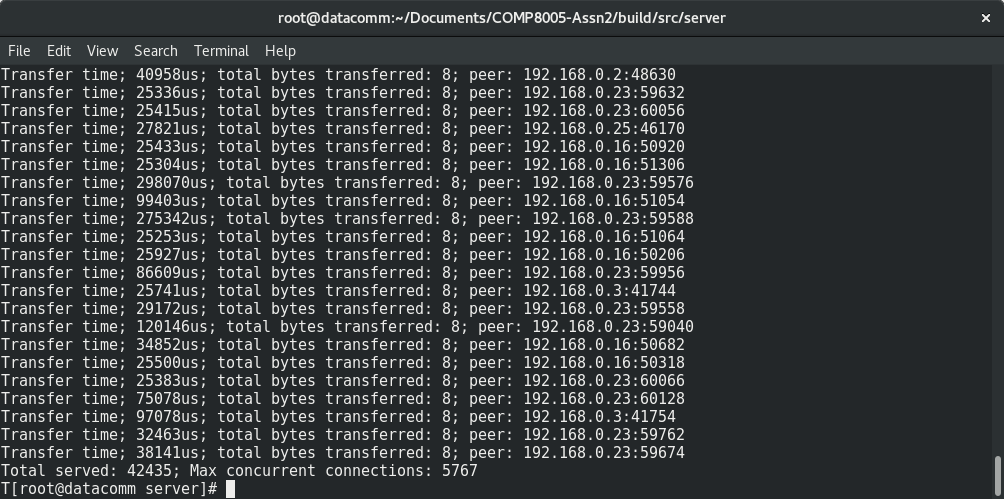 root@datacomm:~/Documents/COMP8005-Assn2/build/src/server
File Edit View Search Terminal Help
Transfer time; 40958us; total bytes transferred: 8; peer: 192.168.0.2:48630
Transfer time; 25336us; total bytes transferred: 8; peer: 192.168.0.23:59632
Transfer time; 25415us; total bytes transferred: 8; peer: 192.168.0.23:60056
Transfer time; 27821us; total bytes transferred: 8; peer: 192.168.0.25:46170
Transfer time; 25433us; total bytes transferred: 8; peer: 192.168.0.16:50920
Transfer time; 25304us; total bytes transferred: 8; peer: 192.168.0.16:51306
Transfer time; 298070us; total bytes transferred: 8; peer: 192.168.0.23:59576
Transfer time; 99403us; total bytes transferred: 8; peer: 192.168.0.16:51054
Transfer time; 275342us; total bytes transferred: 8; peer: 192.168.0.23:59588
Transfer time; 25253us; total bytes transferred: 8; peer: 192.168.0.16:51064
Transfer time; 25927us; total bytes transferred: 8; peer: 192.168.0.16:50206
Transfer time; 86609us; total bytes transferred: 8; peer: 192.168.0.23:59956
Transfer time; 25741us; total bytes transferred: 8; peer: 192.168.0.3:41744
Transfer time; 29172us; total bytes transferred: 8; peer: 192.168.0.23:59558
Transfer time; 120146us; total bytes transferred: 8; peer: 192.168.0.23:59040
Transfer time; 34852us; total bytes transferred: 8; peer: 192.168.0.16:50682
Transfer time; 25500us; total bytes transferred: 8; peer: 192.168.0.16:50318
Transfer time; 25383us; total bytes transferred: 8; peer: 192.168.0.23:60066
Transfer time; 75078us; total bytes transferred: 8; peer: 192.168.0.23:60128
Transfer time; 97078us; total bytes transferred: 8; peer: 192.168.0.3:41754
Transfer time; 32463us; total bytes transferred: 8; peer: 192.168.0.23:59762
Transfer time; 38141us; total bytes transferred: 8; peer: 192.168.0.23:59674
Total served: 42435; Max concurrent connections: 5767
T[root@datacomm server]#